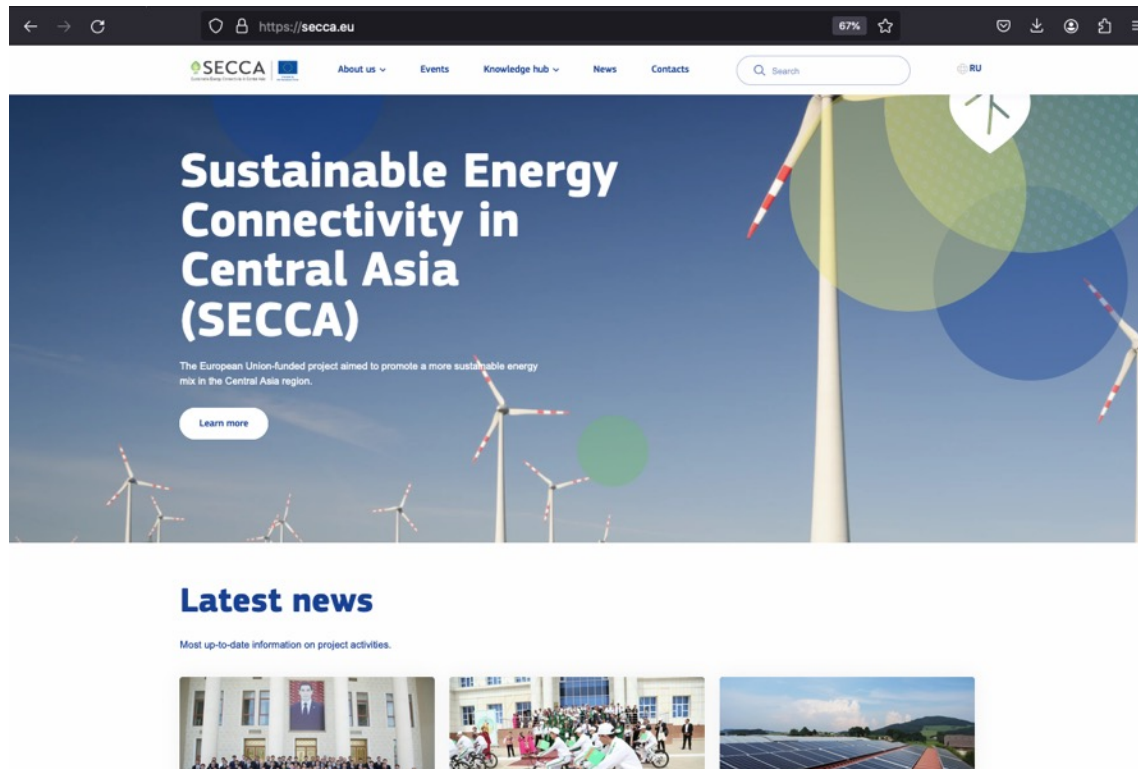 https://secca.eu
67%
SECCA
About us
Events
Knowledge hub
News
Contacts
Search
RU
Sustainable Energy
Connectivity in
Central Asia
(SECCA)
The European Union-funded project aimed to promote a more sustainable energy
mix in the Central Asia region.
Learn more
Latest news
Most up-to-date information on project activities.